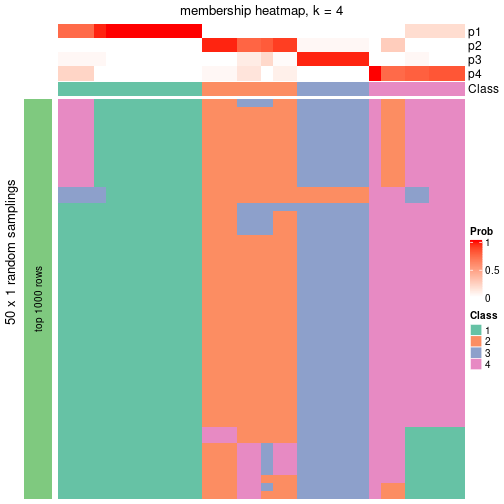 membership heatmap, k = 4
p1
p2
p3
p4
Class
50 x 1 random samplings
top 1000 rows
Prob
1
0.5
0
Class
1
2
3
4